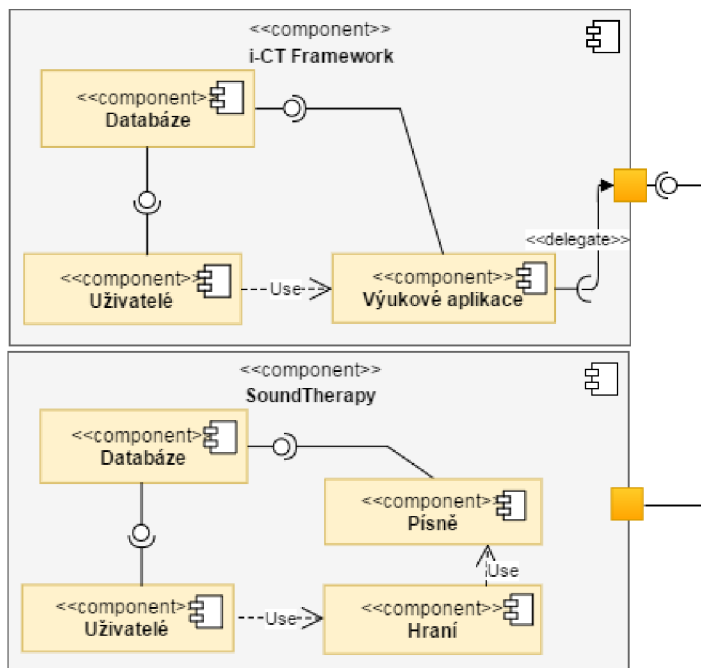 <<component>>
i-CT Framework
<<component>>
Databáze
<<delegate>>
<<component>>
Uživatelé
Use
<<component>>
Výukové aplikace
<<component>>
SoundTherapy
<<component>>
Databáze
<<component>>
Písně
Use
<<component>>
Uživatelé
Use
<<component>>
Hraní